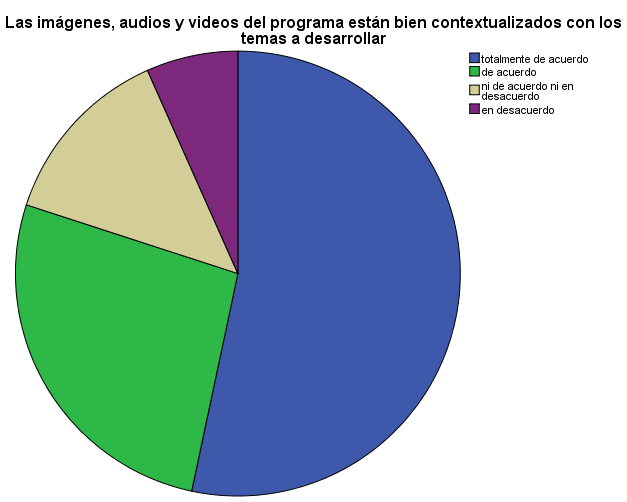 Las imágenes, audios y videos del programa están bien contextualizados con los
temas a desarrollar
totalmente de acuerdo
de acuerdo
ni de acuerdo ni en
desacuerdo
en desacuerdo